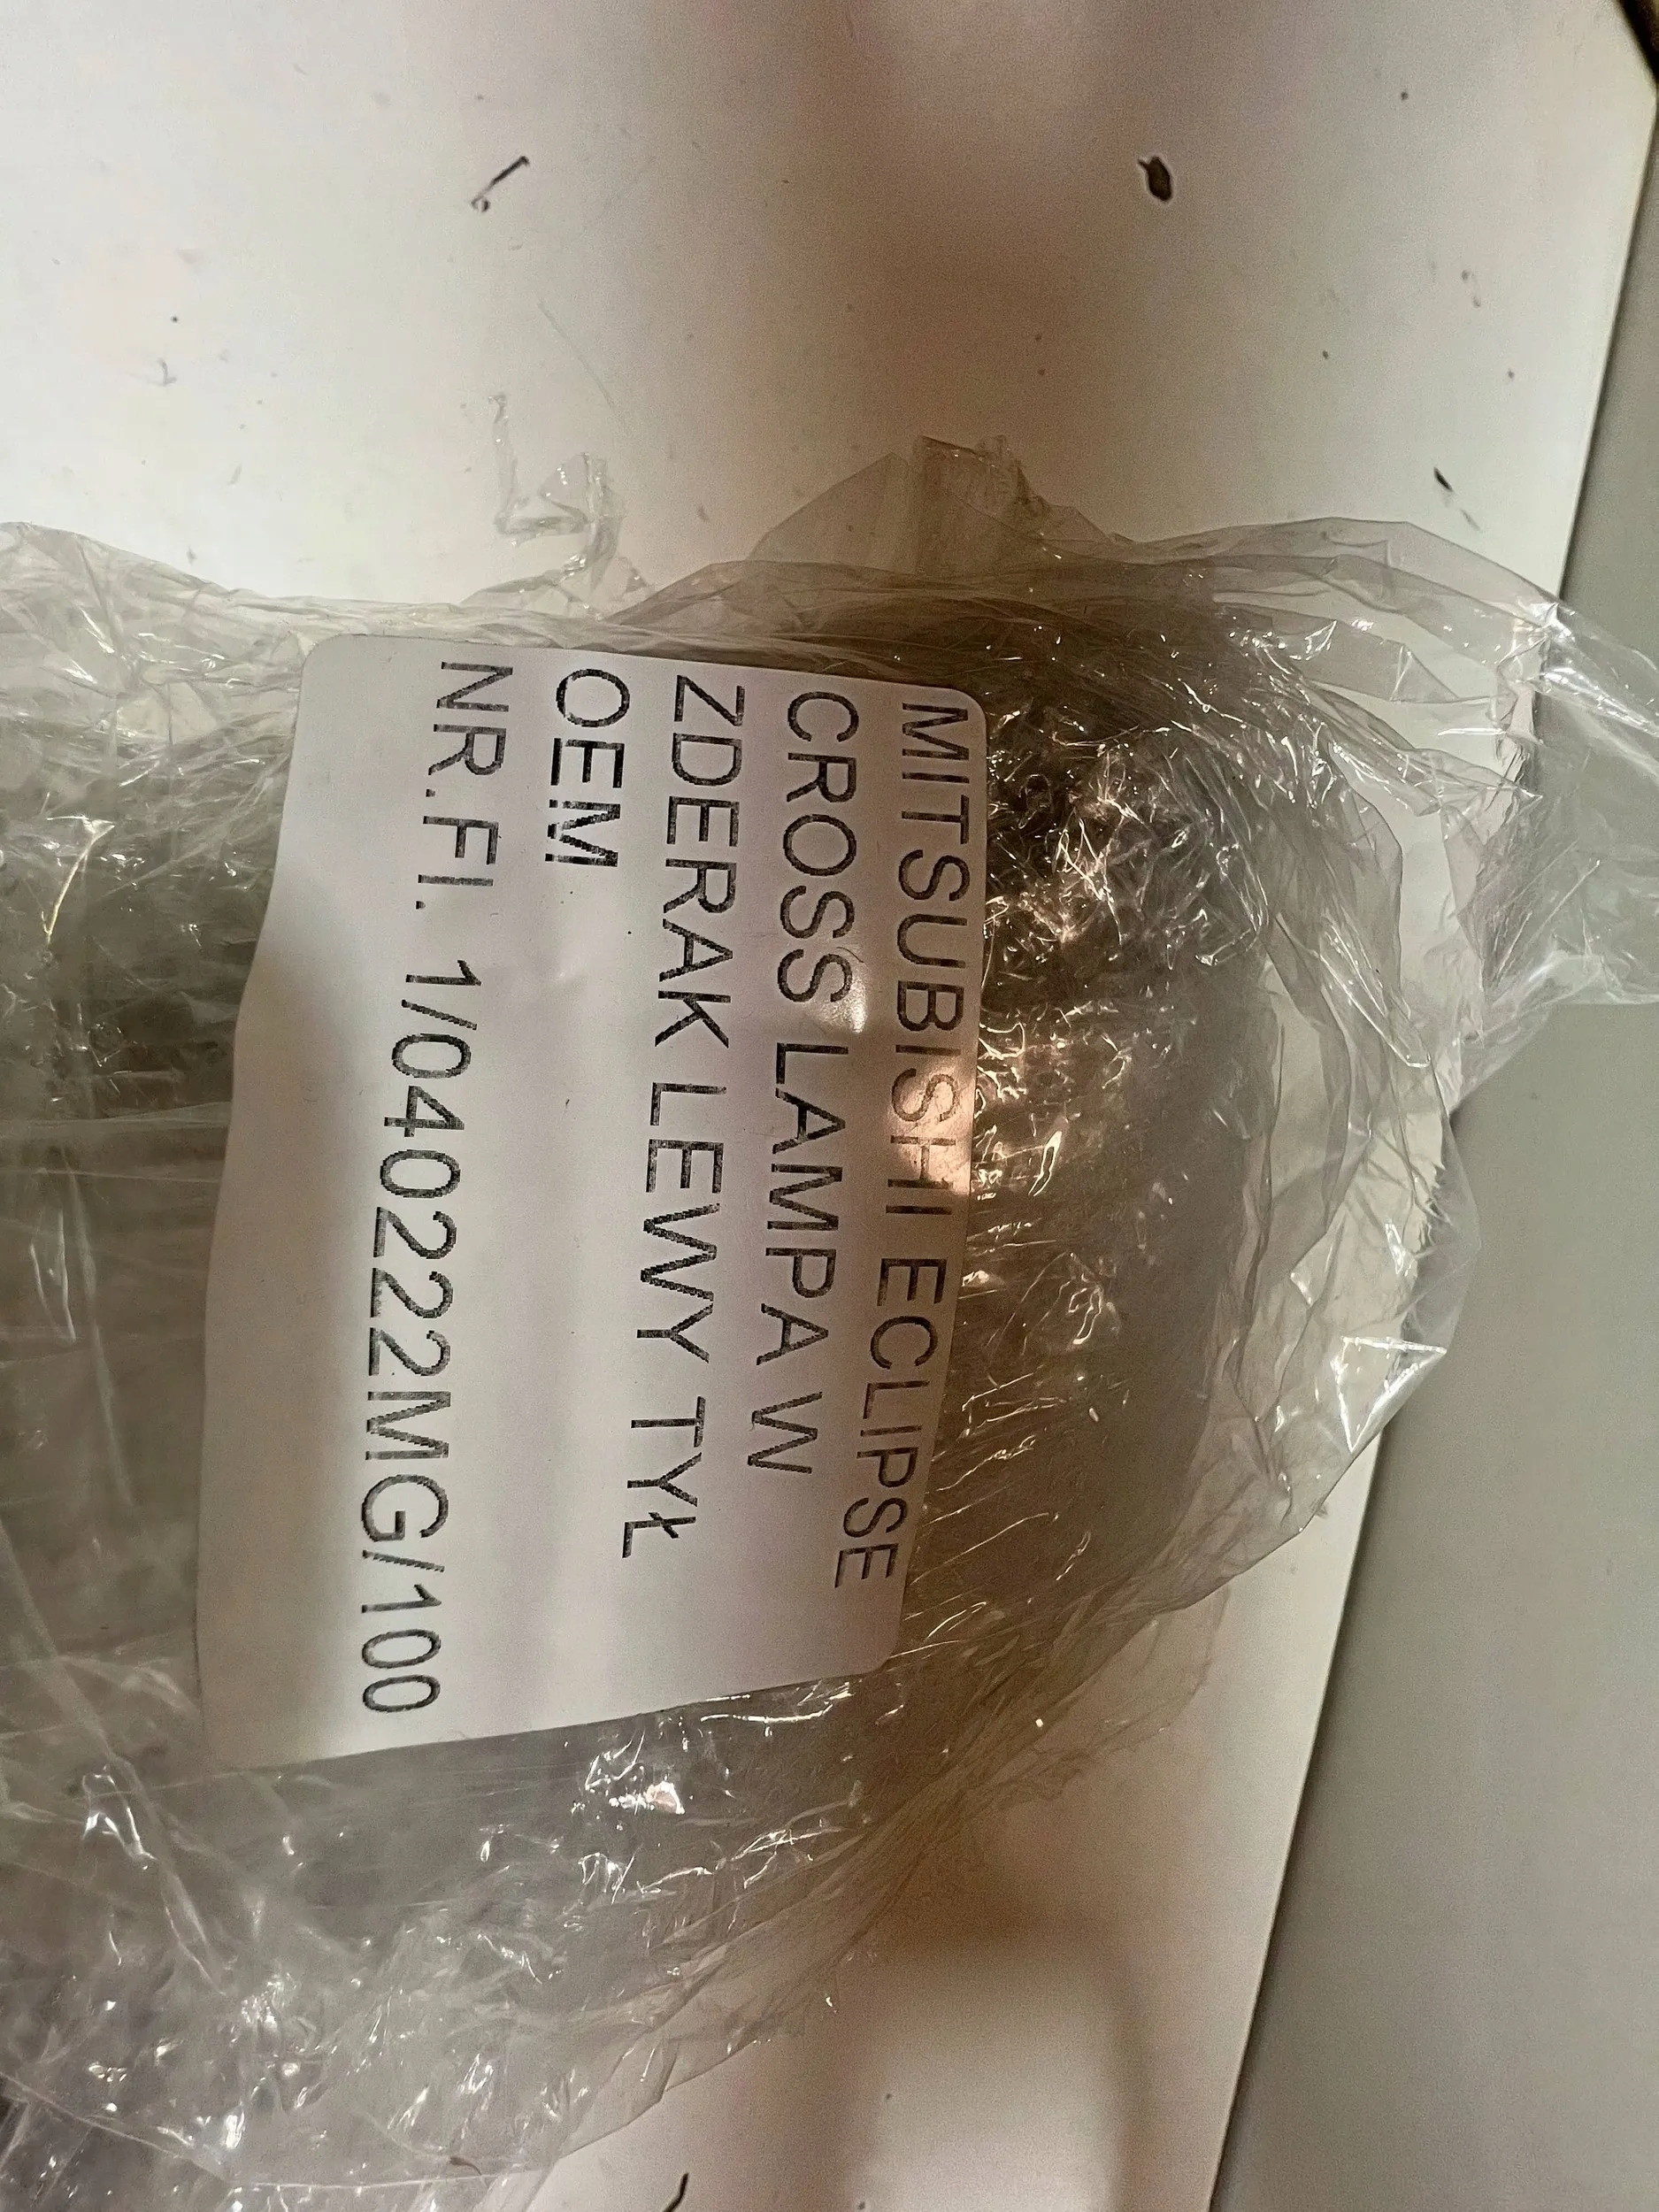 MITSUBISHI ECLIPSE
CROSS LAMPA W
ZDERAK LEWY TYŁ
OEM
NR.FI. 1/040222MG/100